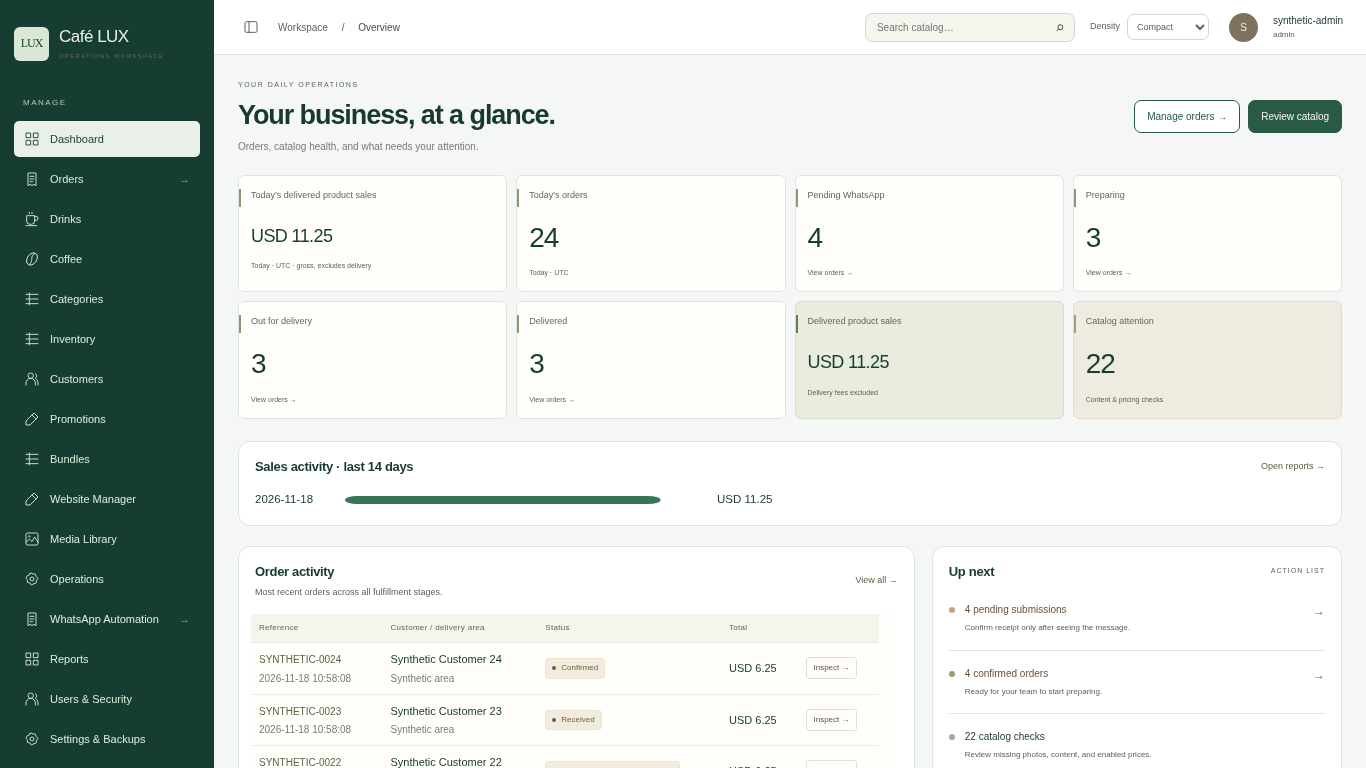 LUX
Café LUX
OPERATIONS WORKSPACE
MANAGE
Dashboard
Orders →
Drinks
Coffee
Categories
Inventory
Customers
Promotions
Bundles
Website Manager
Media Library
Operations
WhatsApp Automation →
Reports
Users & Security
Settings & Backups
Workspace / Overview
Search catalog…
Density
Compact
S
synthetic-admin
admin
YOUR DAILY OPERATIONS
Your business, at a glance.
Orders, catalog health, and what needs your attention.
Manage orders →
Review catalog
Today's delivered product sales
USD 11.25
Today · UTC · gross, excludes delivery
Today's orders
24
Today · UTC
Pending WhatsApp
4
View orders →
Preparing
3
View orders →
Out for delivery
3
View orders →
Delivered
3
View orders →
Delivered product sales
USD 11.25
Delivery fees excluded
Catalog attention
22
Content & pricing checks
Sales activity · last 14 days
Open reports →
2026-11-18 USD 11.25
Order activity
Most recent orders across all fulfillment stages.
View all →
Reference Customer / delivery area Status Total
SYNTHETIC-0024 Synthetic Customer 24 Confirmed USD 6.25 Inspect →
2026-11-18 10:58:08 Synthetic area
SYNTHETIC-0023 Synthetic Customer 23 Received USD 6.25 Inspect →
2026-11-18 10:58:08 Synthetic area
SYNTHETIC-0022 Synthetic Customer 22
Up next
ACTION LIST
4 pending submissions →
Confirm receipt only after seeing the message.
4 confirmed orders →
Ready for your team to start preparing.
22 catalog checks
Review missing photos, content, and enabled prices.